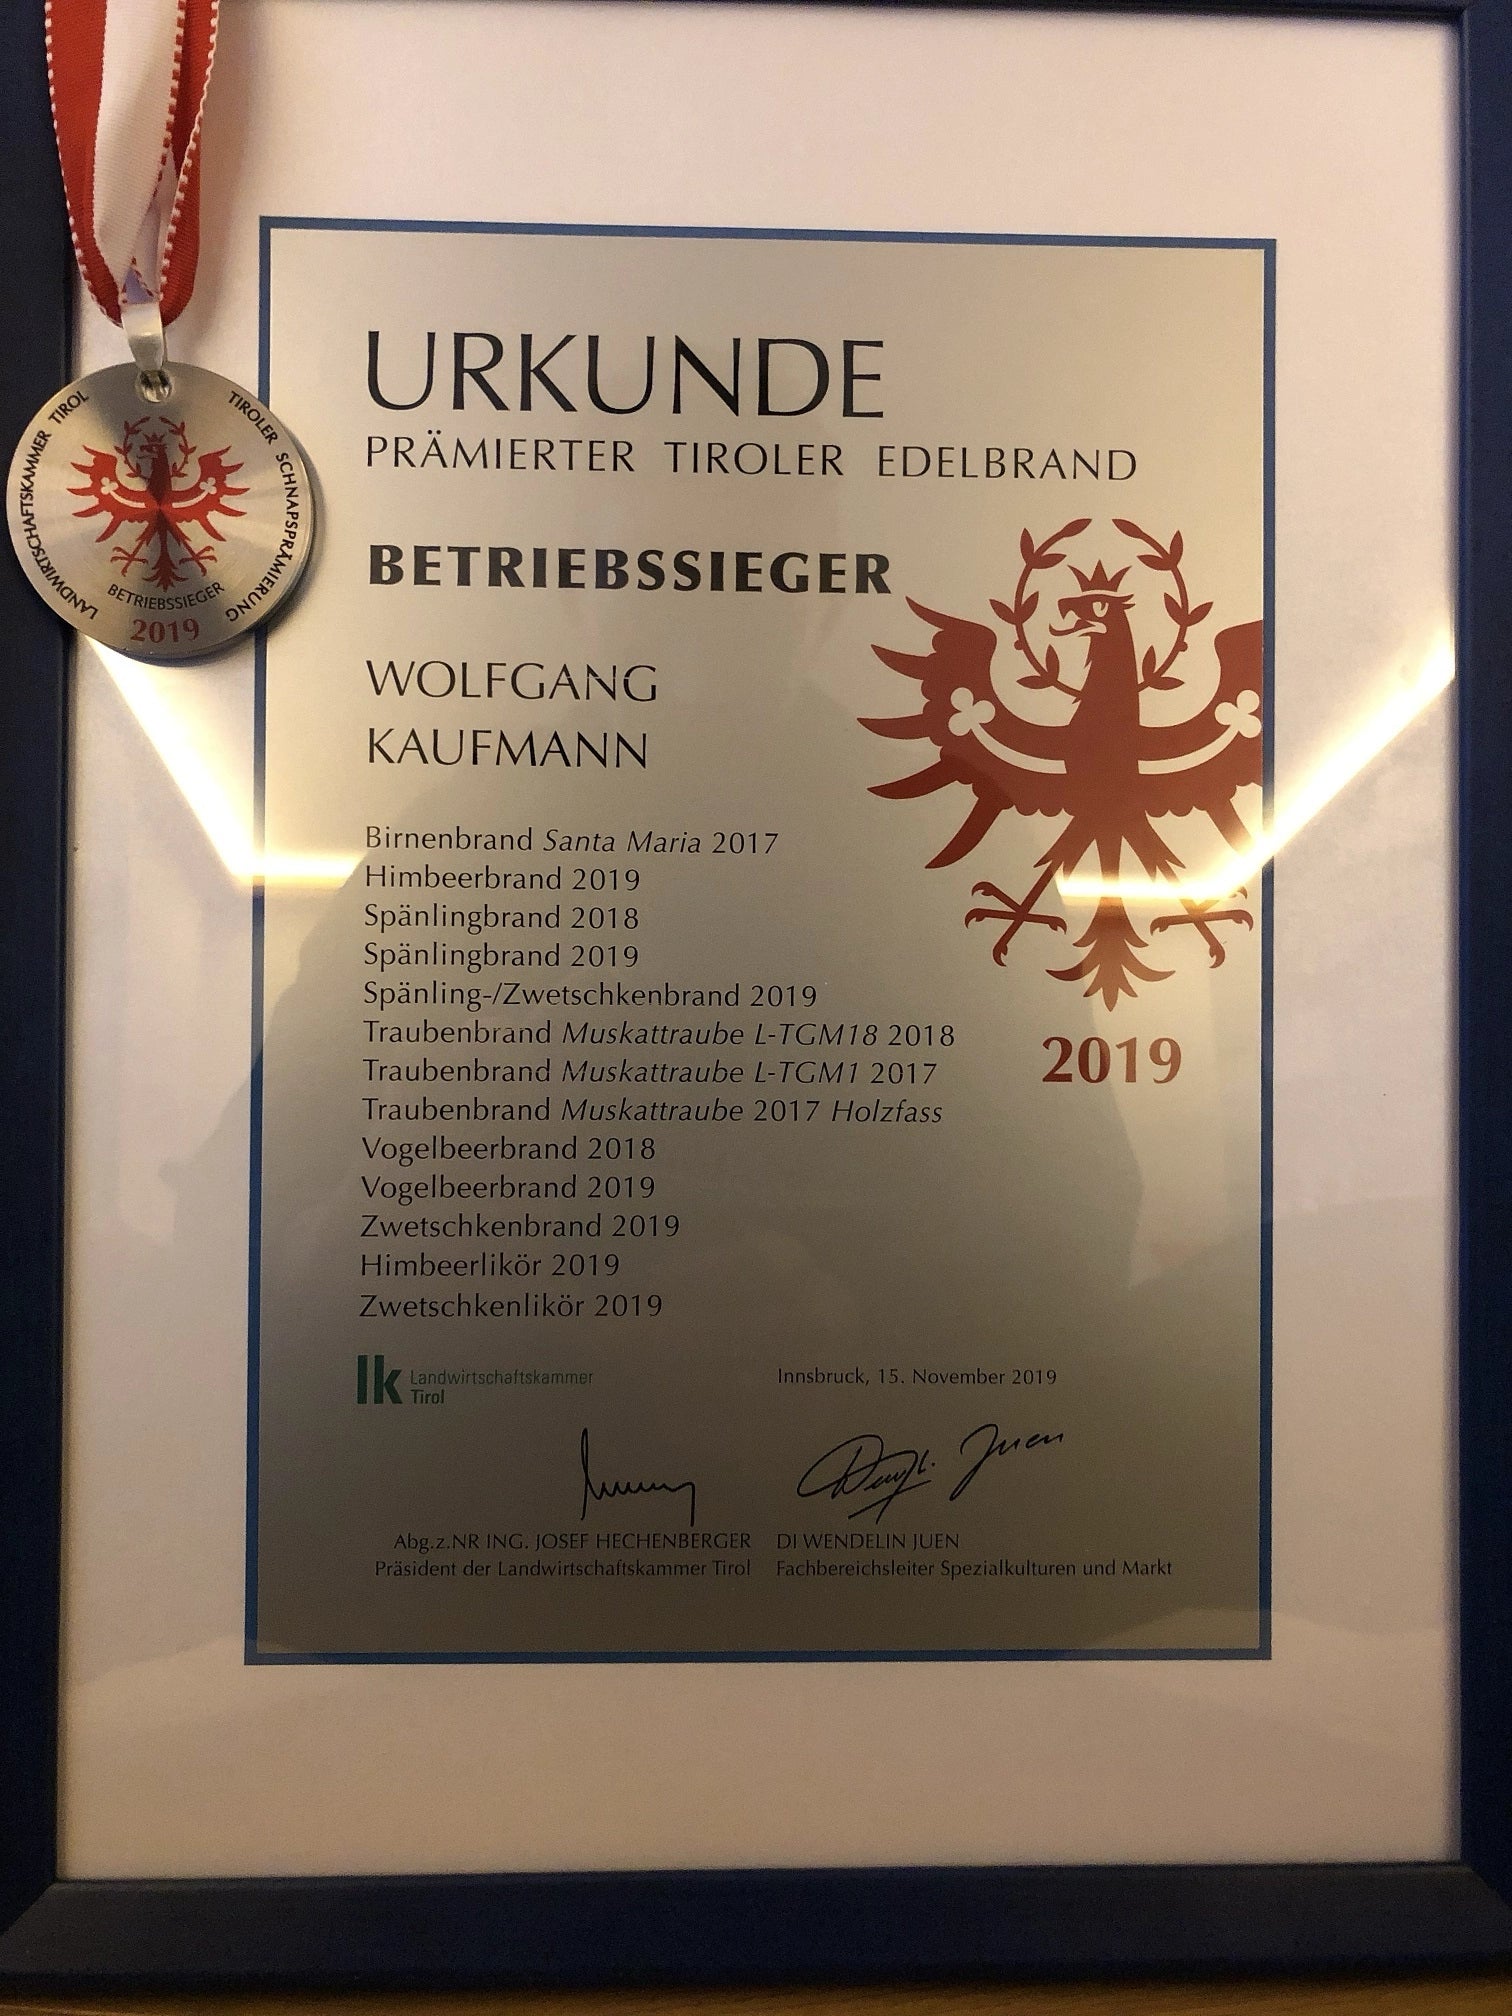 LANDWIRTSCHAFTSKAMMER TIROL
TIROLER SCHNAPSPRÄMIERUNG
BETRIEBSSIEGER
2019
URKUNDE
PRÄMIERTER TIROLER EDELBRAND
BETRIEBSSIEGER
WOLFGANG
KAUFMANN
Birnenbrand Santa Maria 2017
Himbeerbrand 2019
Spänlingbrand 2018
Spänlingbrand 2019
Spänling-/Zwetschkenbrand 2019
Traubenbrand Muskattraube L-TGM18 2018
Traubenbrand Muskattraube L-TGM1 2017
Traubenbrand Muskattraube 2017 Holzfass
Vogelbeerbrand 2018
Vogelbeerbrand 2019
Zwetschkenbrand 2019
Himbeerlikör 2019
Zwetschkenlikör 2019
2019
lk Landwirtschaftskammer
Tirol
Innsbruck, 15. November 2019
Juen
Abg.z.NR ING. JOSEF HECHENBERGER
Präsident der Landwirtschaftskammer Tirol
DI WENDELIN JUEN
Fachbereichsleiter Spezialkulturen und Markt